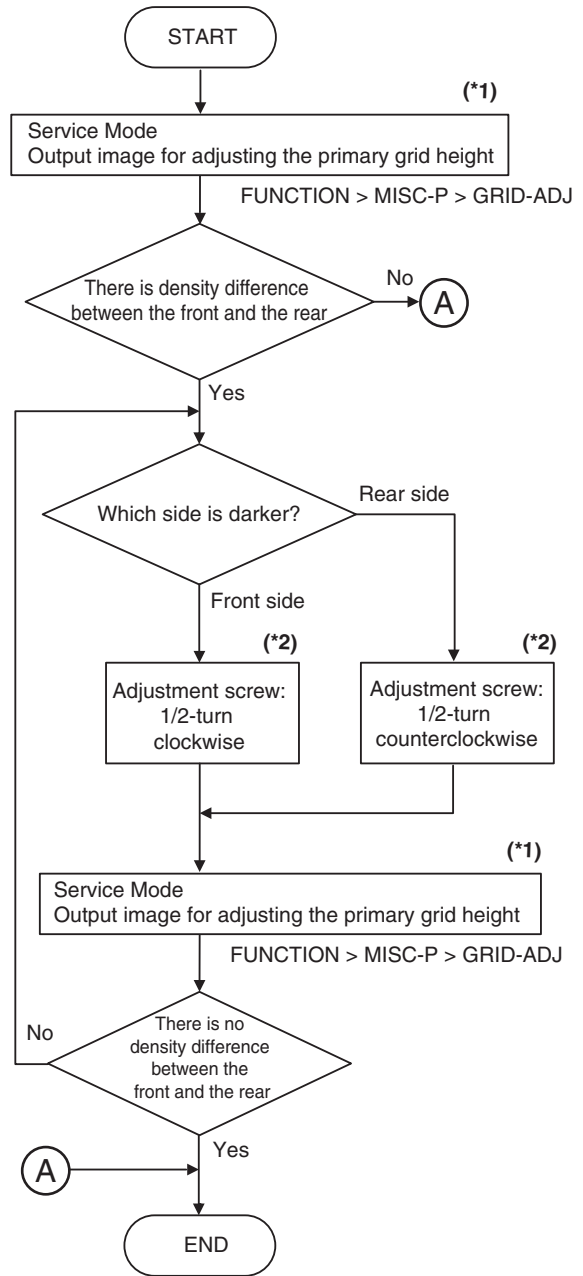 START
(*1)
Service Mode
Output image for adjusting the primary grid height
FUNCTION > MISC-P > GRID-ADJ
There is density difference
between the front and the rear
No
A
Yes
Which side is darker?
Rear side
Front side
(*2)
Adjustment screw:
1/2-turn
clockwise
(*2)
Adjustment screw:
1/2-turn
counterclockwise
(*1)
Service Mode
Output image for adjusting the primary grid height
FUNCTION > MISC-P > GRID-ADJ
No
There is no
density difference
between the
front and the rear
Yes
A
END